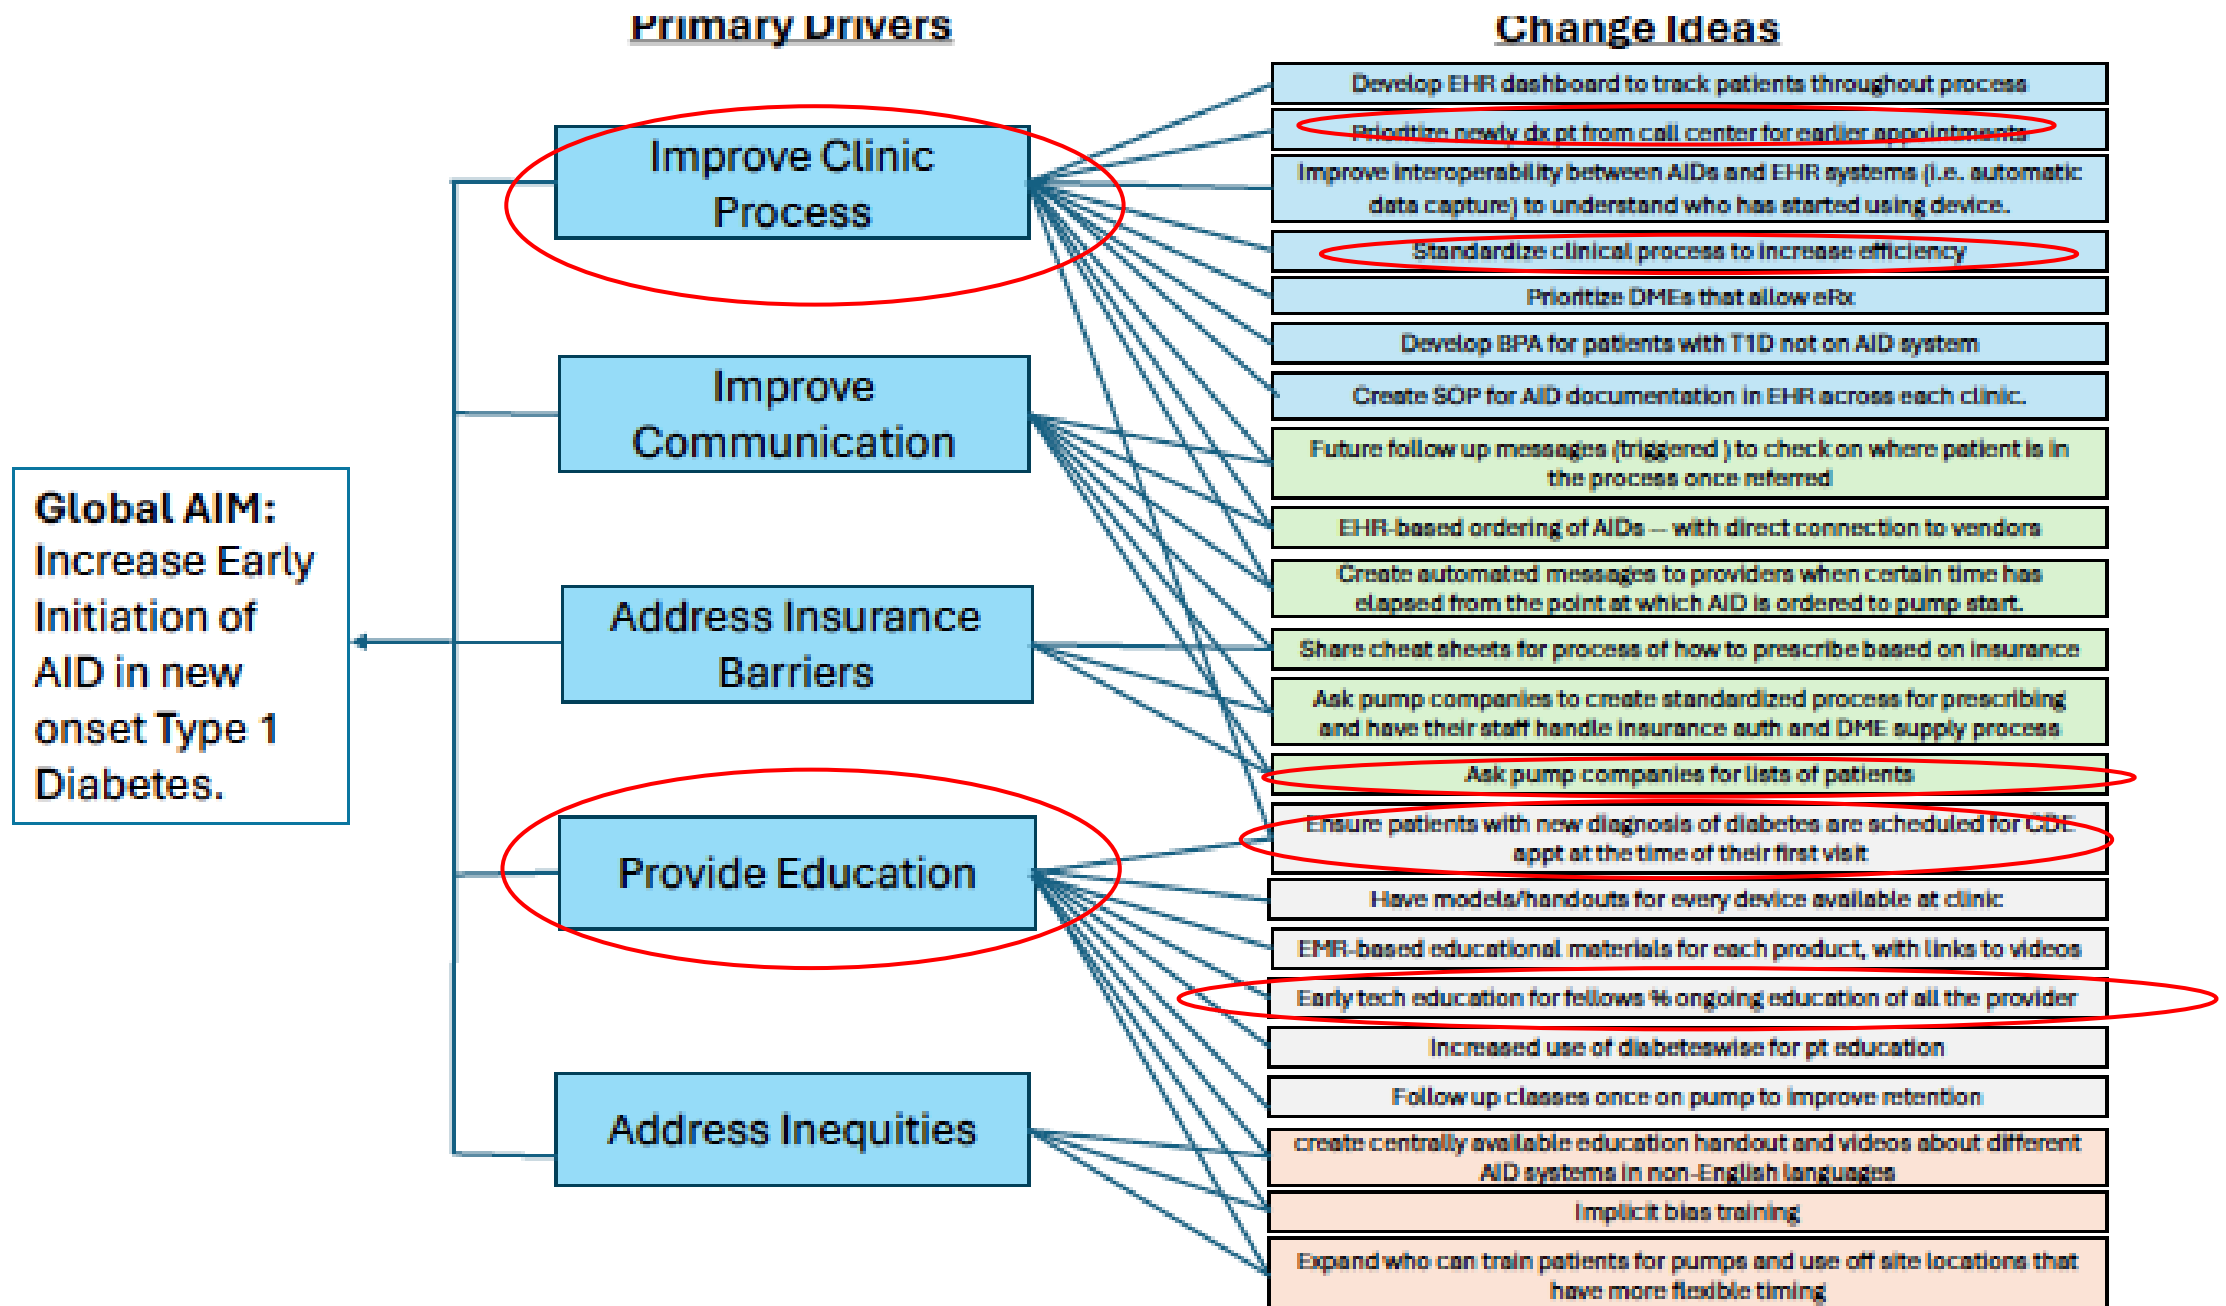 Primary Drivers
Change Ideas
Global AIM:
Increase Early
Initiation of
AID in new
onset Type 1
Diabetes.
Improve Clinic
Process
Improve
Communication
Address Insurance
Barriers
Provide Education
Address Inequities
Develop EHR dashboard to track patients throughout process
Prioritize newly dx pt from call center for earlier appointments
Improve interoperability between AIDs and EHR systems (i.e. automatic
data capture) to understand who has started using device.
Standardize clinical process to increase efficiency
Prioritize DMEs that allow eRx
Develop BPA for patients with T1D not on AID system
Create SOP for AID documentation in EHR across each clinic.
Future follow up messages (triggered ) to check on where patient is in
the process once referred
EHR-based ordering of AIDs — with direct connection to vendors
Create automated messages to providers when certain time has
elapsed from the point at which AID is ordered to pump start.
Share cheat sheets for process of how to prescribe based on insurance
Ask pump companies to create standardized process for prescribing
and have their staff handle insurance auth and DME supply process
Ask pump companies for lists of patients
Ensure patients with new diagnosis of diabetes are scheduled for CDE
appt at the time of their first visit
Have models/handouts for every device available at clinic
EMR-based educational materials for each product, with links to videos
Early tech education for fellows % ongoing education of all the provider
Increased use of diabeteswise for pt education
Follow up classes once on pump to improve retention
create centrally available education handout and videos about different
AID systems in non-English languages
Implicit bias training
Expand who can train patients for pumps and use off site locations that
have more flexible timing